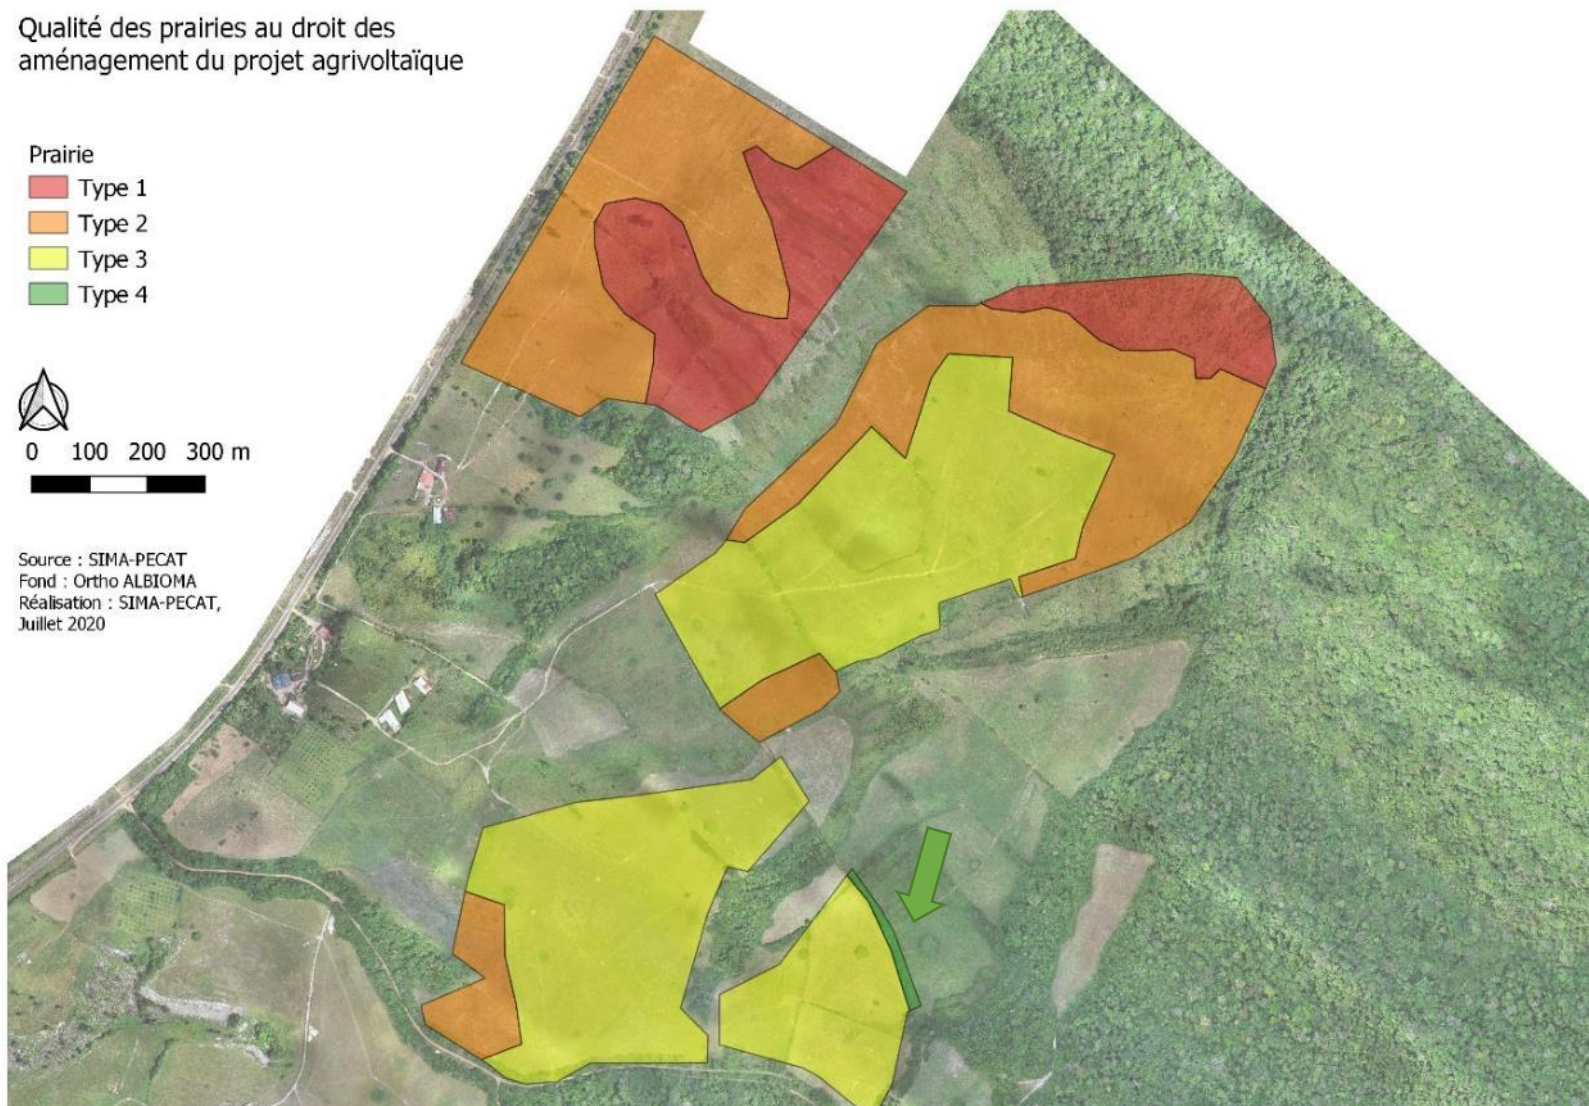 Qualité des prairies au droit des
aménagement du projet agrivoltaïque
Prairie
Type 1
Type 2
Type 3
Type 4
0 100 200 300 m
Source : SIMA-PECAT
Fond : Ortho ALBIOMA
Réalisation : SIMA-PECAT,
Juillet 2020